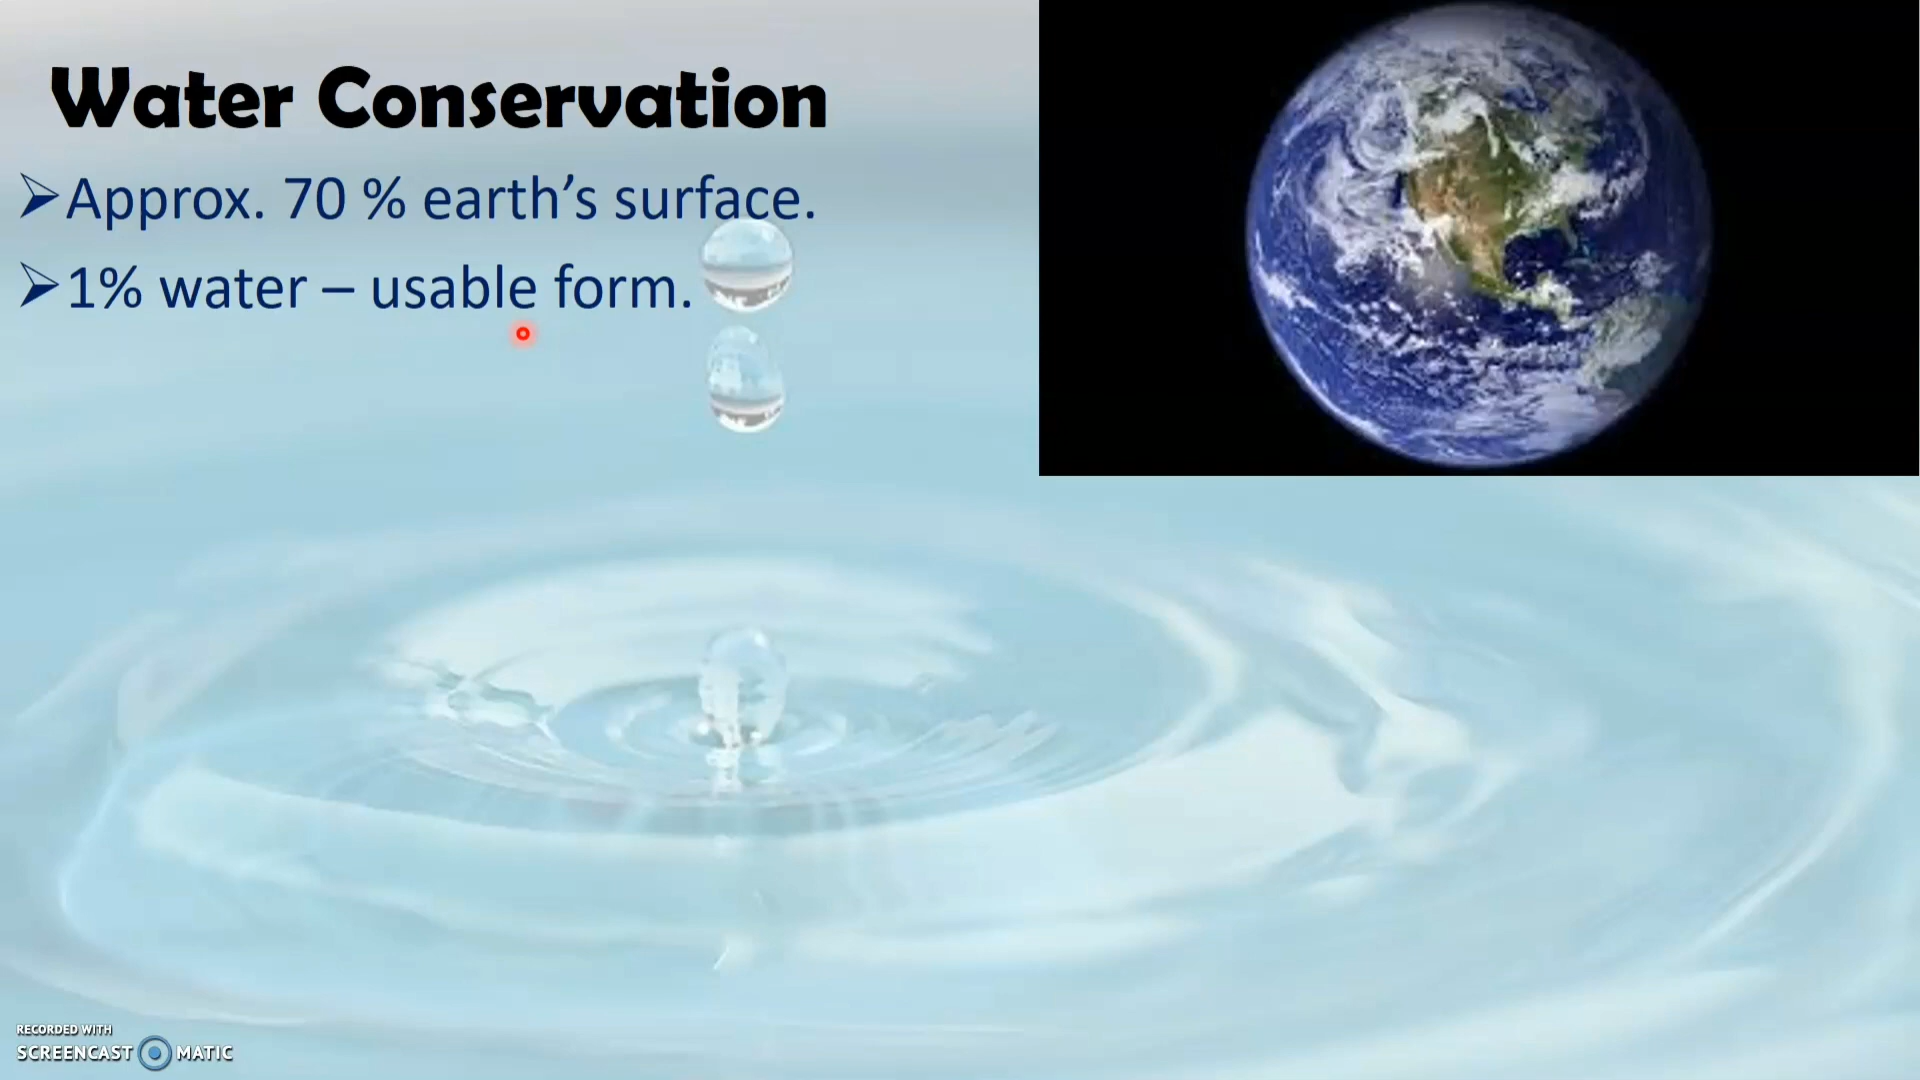 Water Conservation
➢Approx. 70 % earth's surface.
➢1% water – usable form.
RECORDED WITH
SCREENCAST MATIC